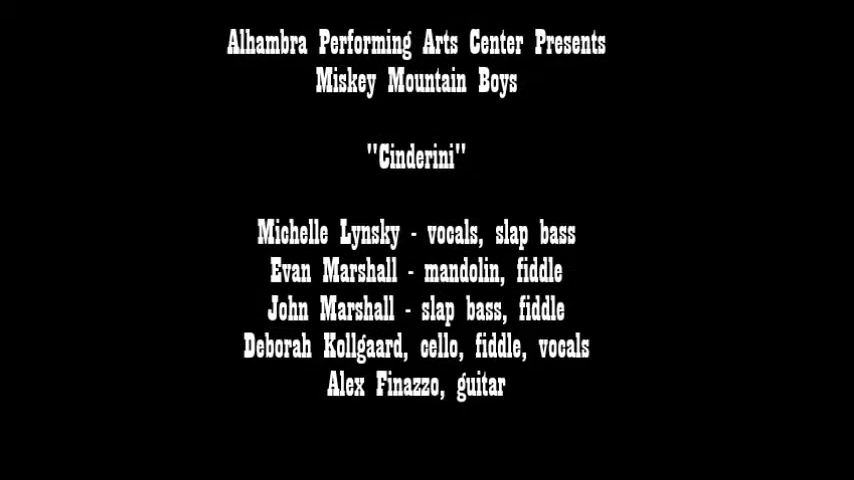 Alhambra Performing Arts Center Presents
Miskey Mountain Boys
"Cinderini"
Michelle Lynsky - vocals, slap bass
Evan Marshall - mandolin, fiddle
John Marshall - slap bass, fiddle
Deborah Kollgaard, cello, fiddle, vocals
Alex Finazzo, guitar